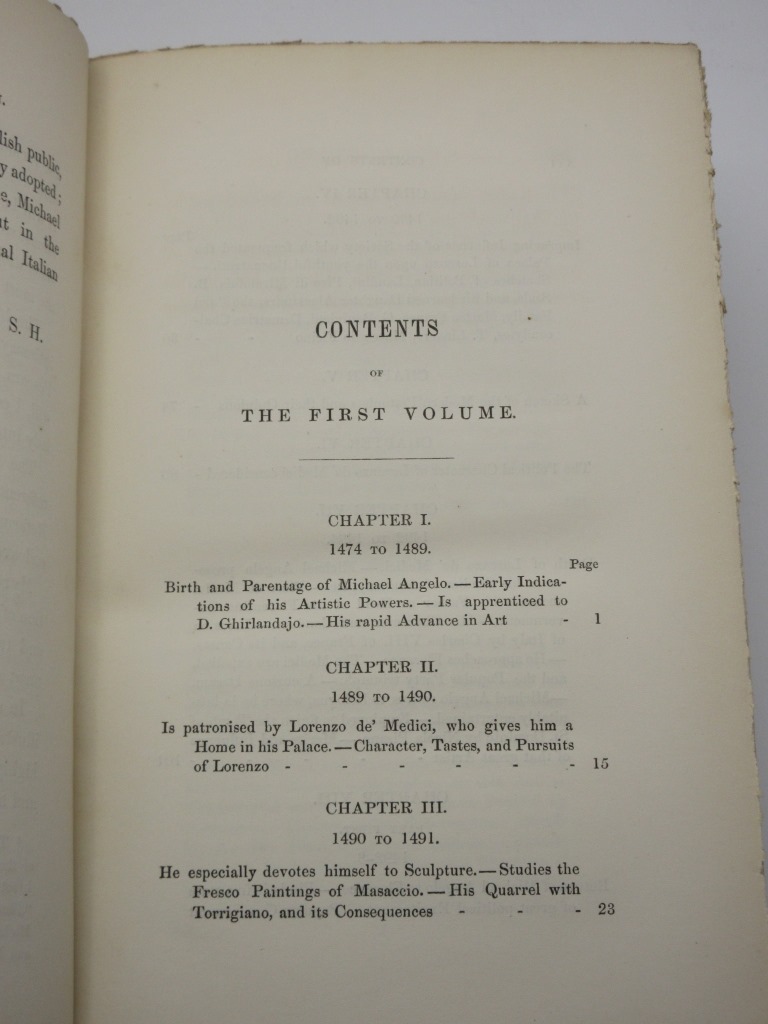 lish public,
y adopted;
e, Michael
t in the
al Italian
S. H.
CONTENTS
OF
THE FIRST VOLUME.
CHAPTER I.
1474 TO 1489.
Page
Birth and Parentage of Michael Angelo. — Early Indica-
tions of his Artistic Powers. — Is apprenticed to
D. Ghirlandajo. — His rapid Advance in Art - 1
CHAPTER II.
1489 TO 1490.
Is patronised by Lorenzo de' Medici, who gives him a
Home in his Palace. — Character, Tastes, and Pursuits
of Lorenzo - - - - - - 15
CHAPTER III.
1490 TO 1491.
He especially devotes himself to Sculpture. — Studies the
Fresco Paintings of Masaccio. — His Quarrel with
Torrigiano, and its Consequences - - - 23